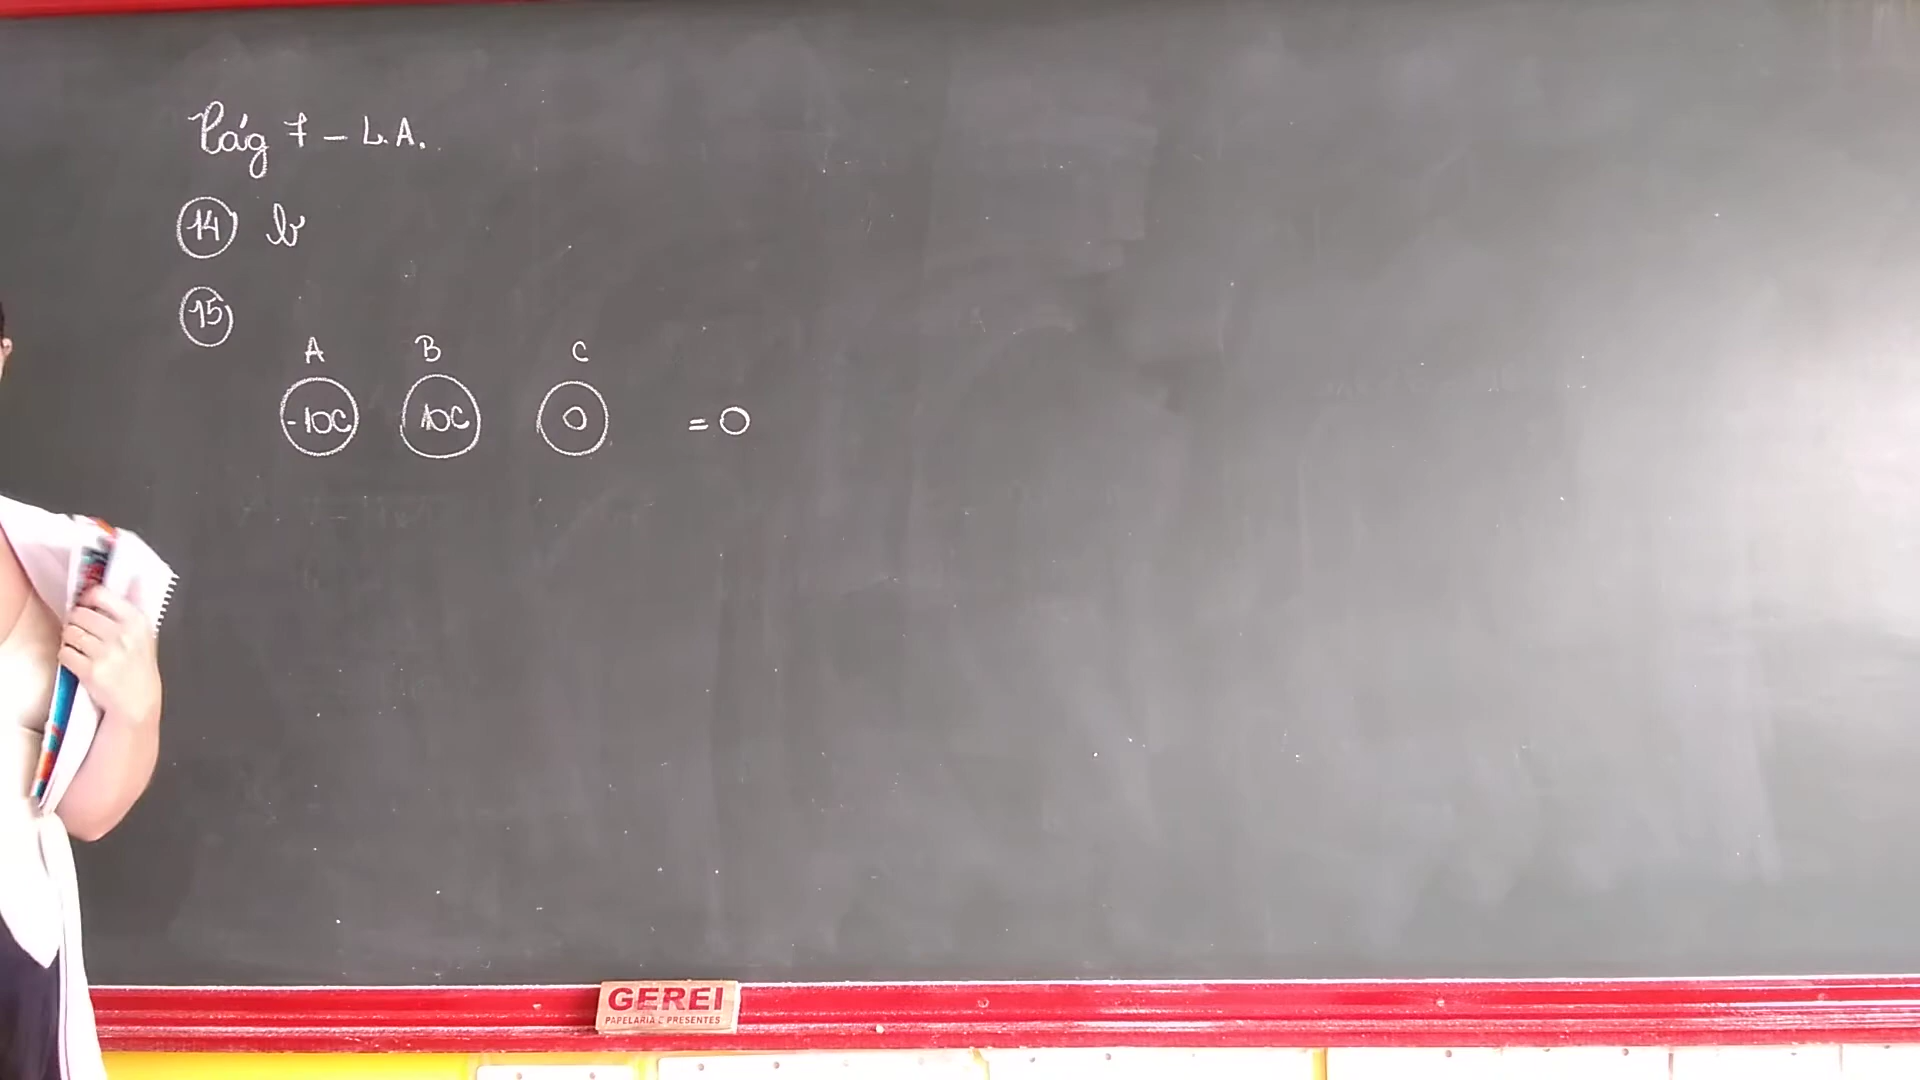 Pág 7 - L.A.
14 b
15
A B C
-10C 10C 0 = 0
GEREI
PAPELARIA E PRESENTES